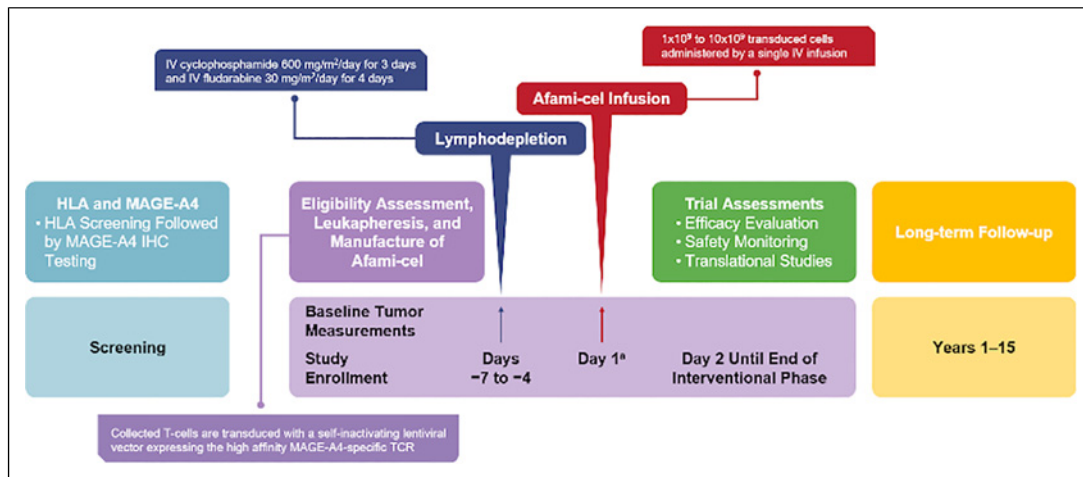 IV cyclophosphamide 600 mg/m²/day for 3 days
and IV fludarabine 30 mg/m²/day for 4 days
1x10⁹ to 10x10⁹ transduced cells
administered by a single IV infusion
Afami-cel Infusion
Lymphodepletion
HLA and MAGE-A4
• HLA Screening Followed
by MAGE-A4 IHC
Testing
Eligibility Assessment,
Leukapheresis, and
Manufacture of
Afami-cel
Trial Assessments
• Efficacy Evaluation
• Safety Monitoring
• Translational Studies
Long-term Follow-up
Screening
Baseline Tumor
Measurements
Study
Enrollment
Days
−7 to −4
Day 1ᵃ
Day 2 Until End of
Interventional Phase
Years 1–15
Collected T-cells are transduced with a self-inactivating lentiviral
vector expressing the high affinity MAGE-A4-specific TCR